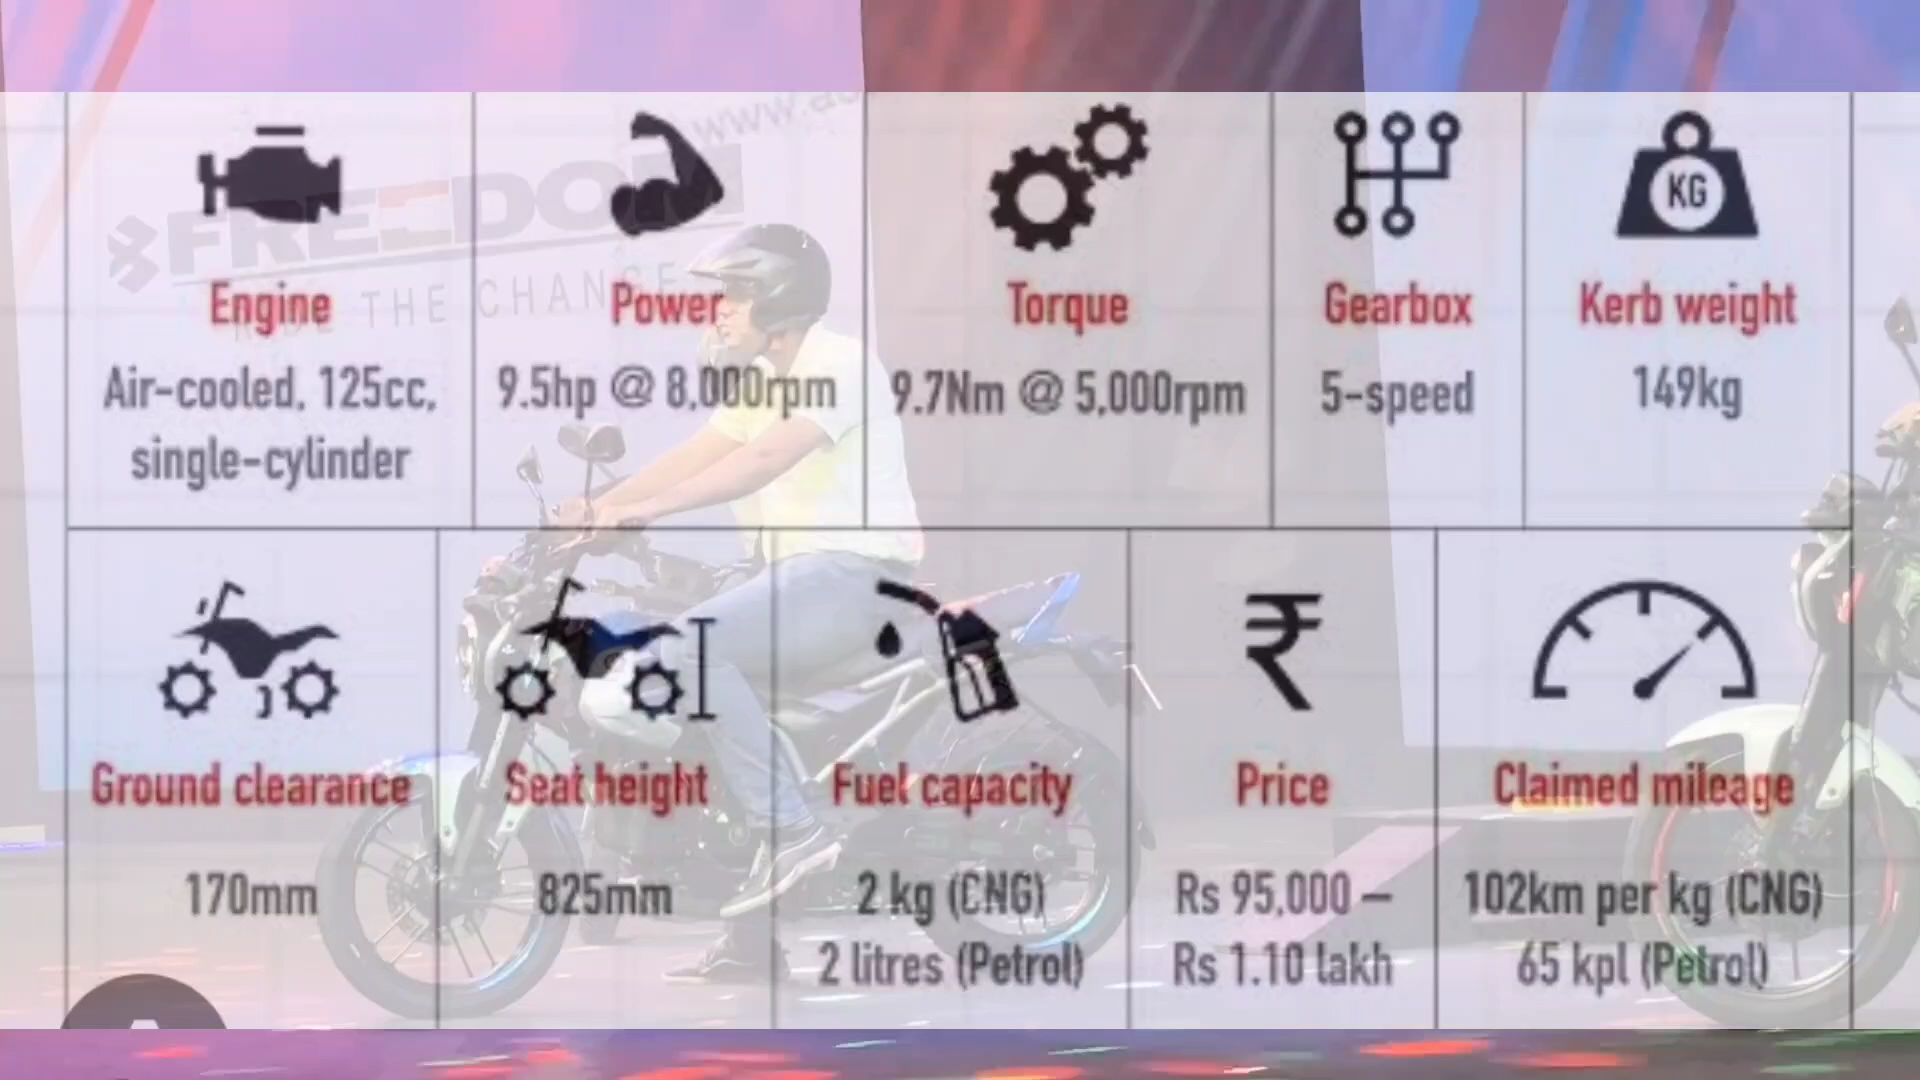 www.
FREEDOM
RIDE THE CHANGE
KG
Engine
Power
Torque
Gearbox
Kerb weight
Air-cooled, 125cc,
single-cylinder
9.5hp @ 8,000rpm
9.7Nm @ 5,000rpm
5-speed
149kg
Ground clearance
Seat height
Fuel capacity
Price
Claimed mileage
170mm
825mm
2 kg (CNG)
2 litres (Petrol)
Rs 95,000 –
Rs 1.10 lakh
102km per kg (CNG)
65 kpl (Petrol)